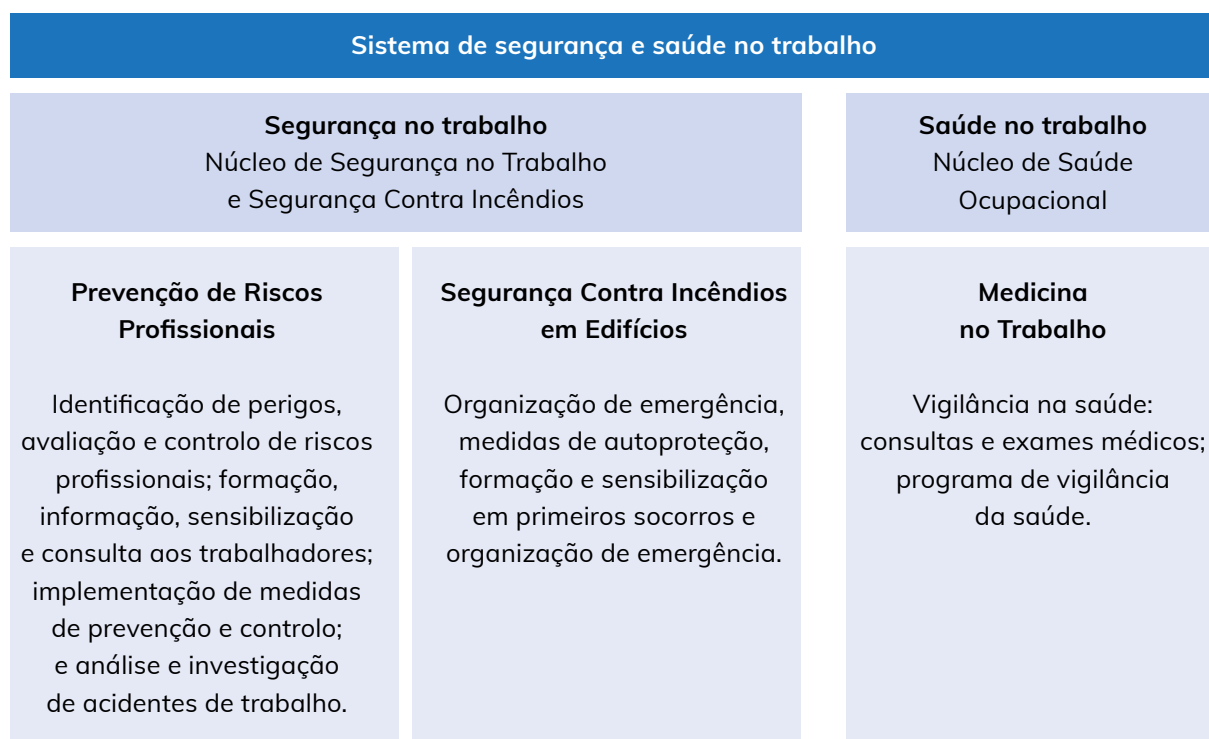 Sistema de segurança e saúde no trabalho
Segurança no trabalho
Núcleo de Segurança no Trabalho
e Segurança Contra Incêndios
Saúde no trabalho
Núcleo de Saúde
Ocupacional
Prevenção de Riscos
Profissionais
Identificação de perigos,
avaliação e controlo de riscos
profissionais; formação,
informação, sensibilização
e consulta aos trabalhadores;
implementação de medidas
de prevenção e controlo;
e análise e investigação
de acidentes de trabalho.
Segurança Contra Incêndios
em Edifícios
Organização de emergência,
medidas de autoproteção,
formação e sensibilização
em primeiros socorros e
organização de emergência.
Medicina
no Trabalho
Vigilância na saúde:
consultas e exames médicos;
programa de vigilância
da saúde.